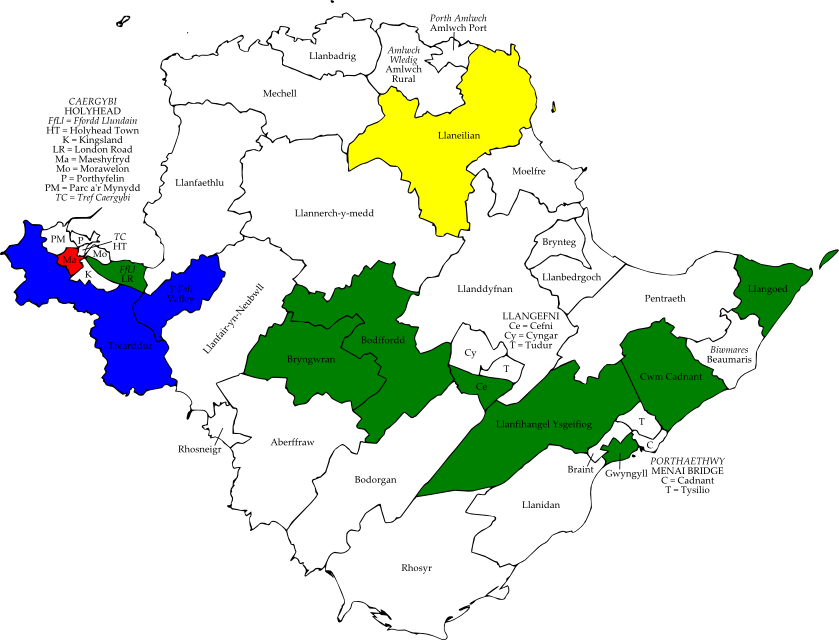 Porth Amlwch
Amlwch Port
Llanbadrig
Amlwch
Wledig
Amlwch
Rural
Mechell
Llaneilian
CAERGYBI
HOLYHEAD
FfLl = Ffordd Llundain
HT = Holyhead Town
K = Kingsland
LR = London Road
Ma = Maeshyfryd
Mo = Morawelon
P = Porthyfelin
PM = Parc a'r Mynydd
TC = Tref Caergybi
Moelfre
Llanfaethlu
Llannerch-y-medd
PM
P
TC
HT
Mo
Ma
K
FfLl
LR
Brynteg
Llanbedrgoch
Y Fali
Valley
Llanddyfnan
Pentraeth
Llangoed
Llanfair-yn-Neubwll
LLANGEFNI
Ce = Cefni
Cy = Cyngar
T = Tudur
Trearddur
Bodffordd
Bryngwran
Cy
T
Ce
Biwmares
Beaumaris
Cwm Cadnant
Llanfihangel Ysgeifiog
T
C
Rhosneigr
Aberffraw
Braint
Gwyngyll
PORTHAETHWY
MENAI BRIDGE
C = Cadnant
T = Tysilio
Bodorgan
Llanidan
Rhosyr